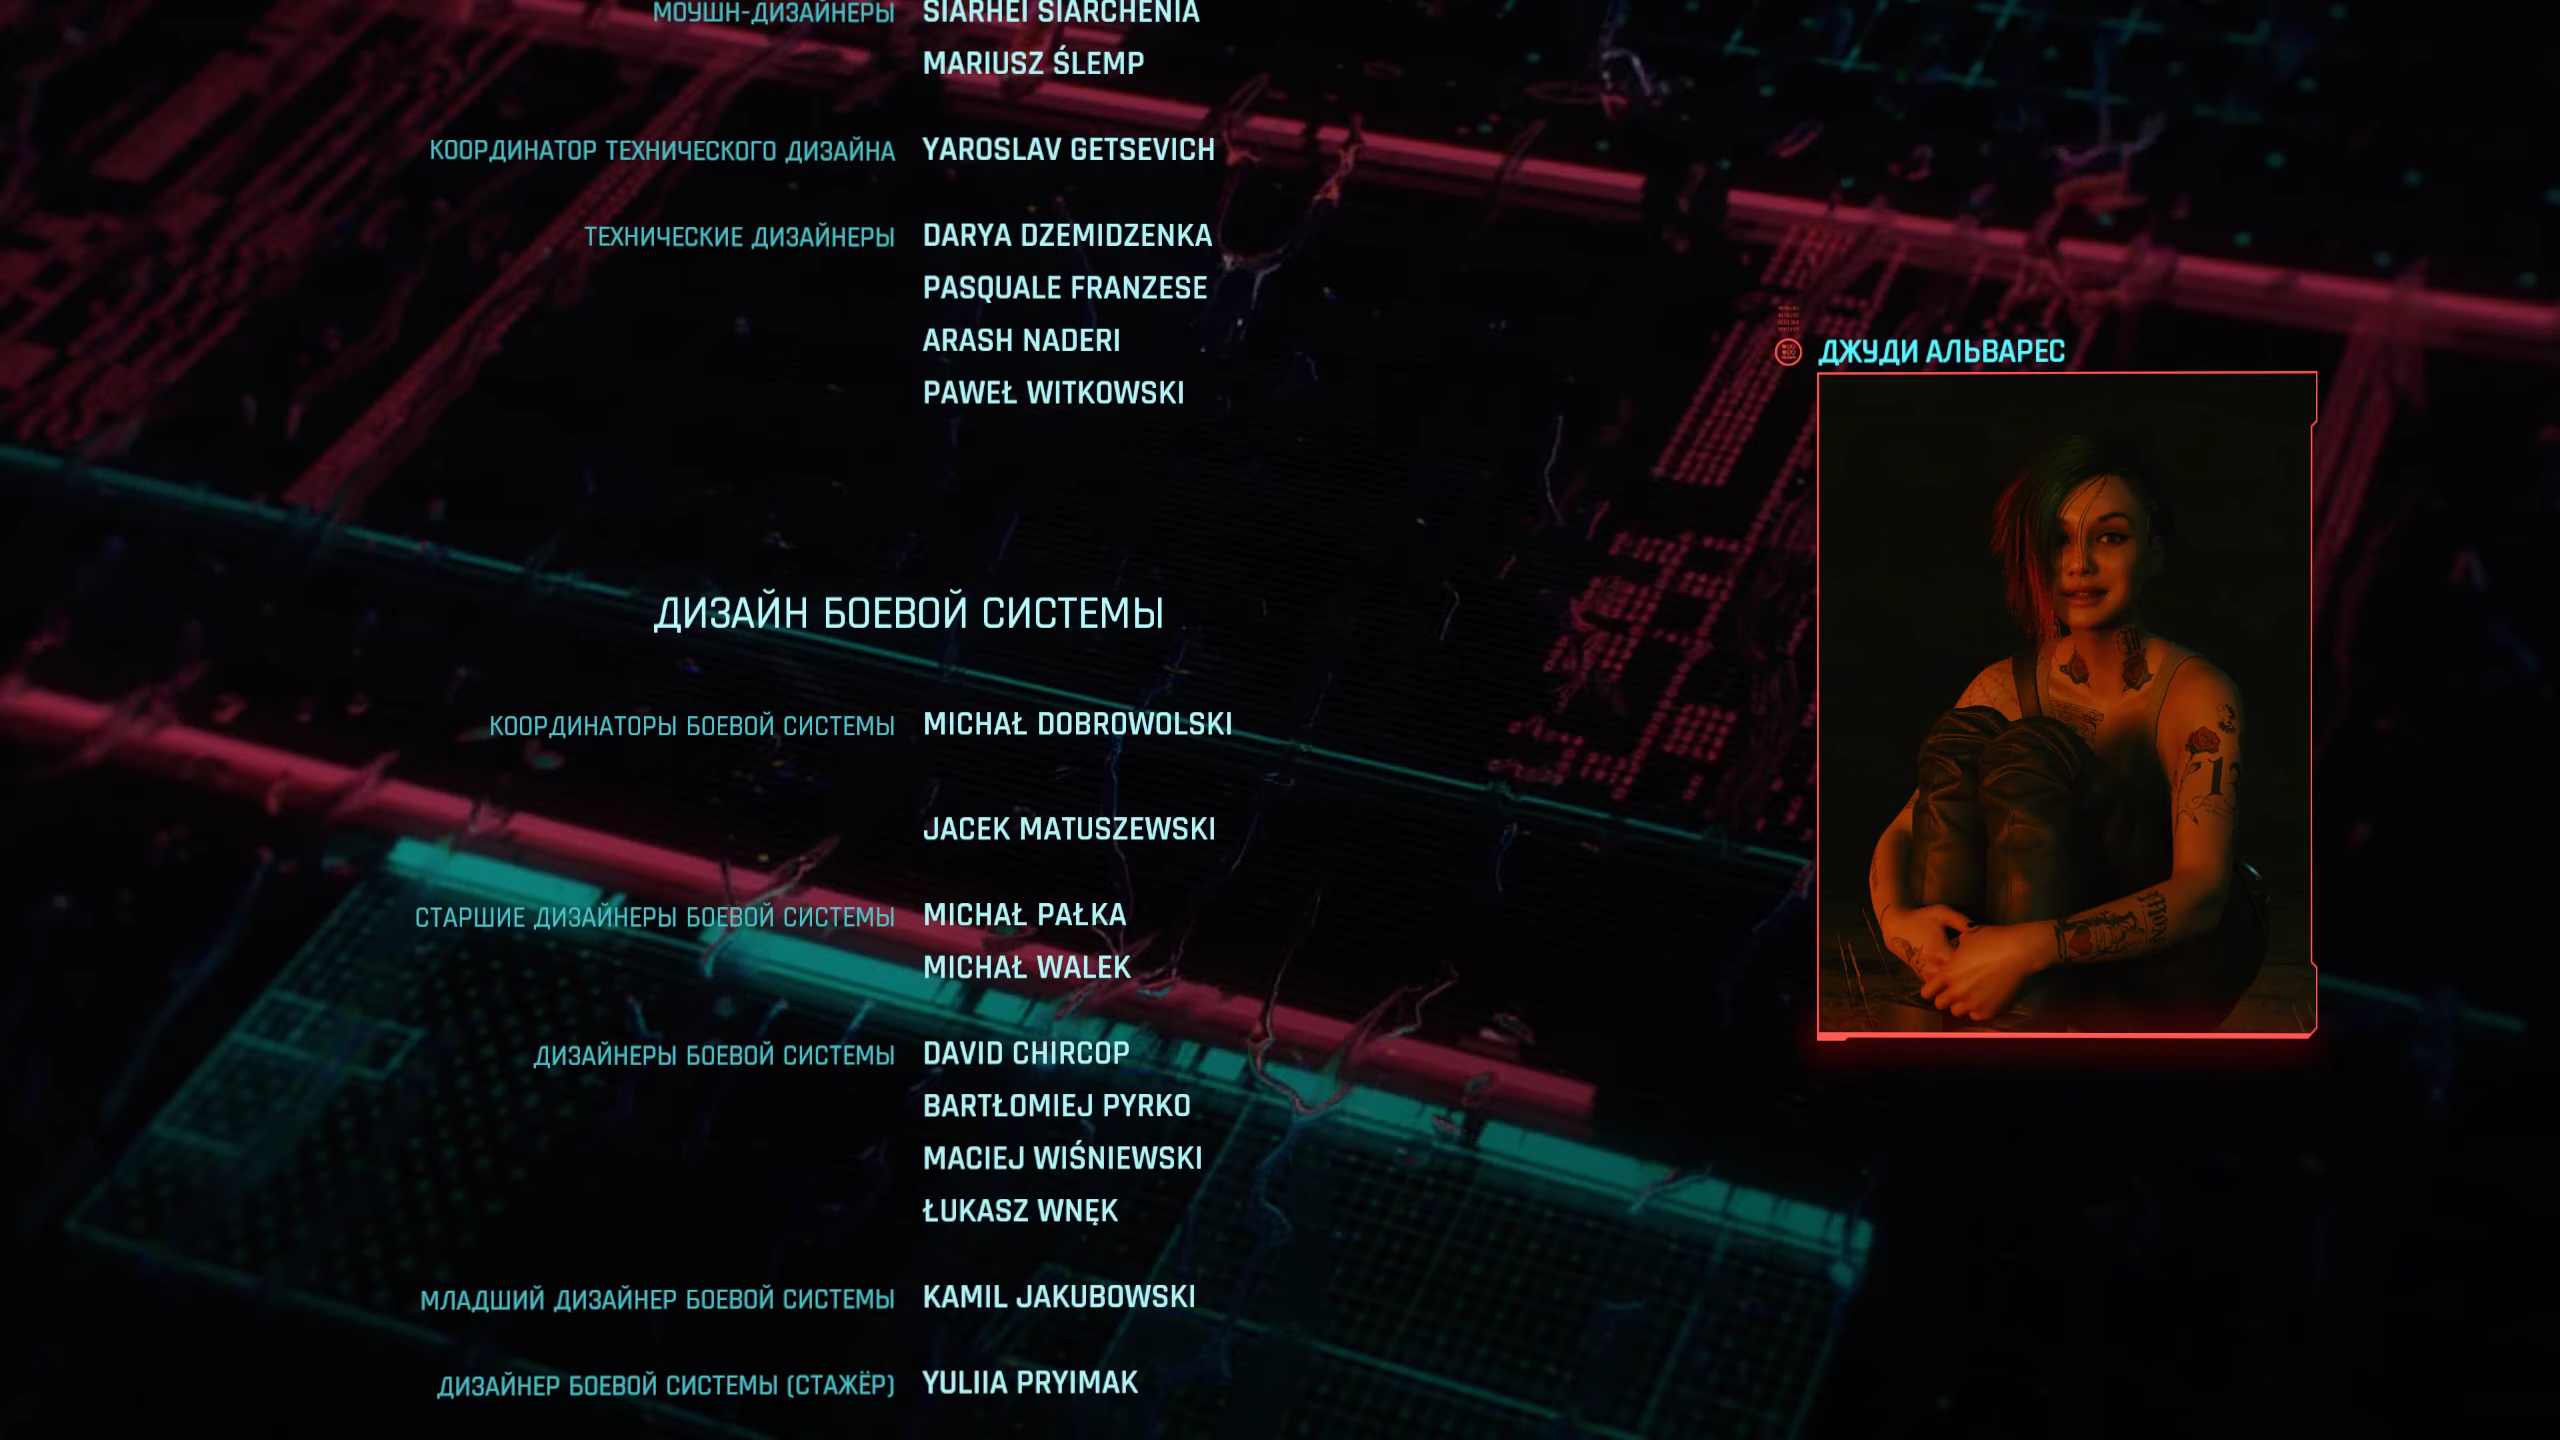 МОУШН-ДИЗАЙНЕРЫ SIARHEI SIARCHENIA
MARIUSZ ŚLEMP
КООРДИНАТОР ТЕХНИЧЕСКОГО ДИЗАЙНА YAROSLAV GETSEVICH
ТЕХНИЧЕСКИЕ ДИЗАЙНЕРЫ DARYA DZEMIDZENKA
PASQUALE FRANZESE
ARASH NADERI
PAWEŁ WITKOWSKI
ДИЗАЙН БОЕВОЙ СИСТЕМЫ
КООРДИНАТОРЫ БОЕВОЙ СИСТЕМЫ MICHAŁ DOBROWOLSKI
JACEK MATUSZEWSKI
СТАРШИЕ ДИЗАЙНЕРЫ БОЕВОЙ СИСТЕМЫ MICHAŁ PAŁKA
MICHAŁ WALEK
ДИЗАЙНЕРЫ БОЕВОЙ СИСТЕМЫ DAVID CHIRCOP
BARTŁOMIEJ PYRKO
MACIEJ WIŚNIEWSKI
ŁUKASZ WNĘK
МЛАДШИЙ ДИЗАЙНЕР БОЕВОЙ СИСТЕМЫ KAMIL JAKUBOWSKI
ДИЗАЙНЕР БОЕВОЙ СИСТЕМЫ (СТАЖЁР) YULIIA PRYIMAK
ДЖУДИ АЛЬВАРЕС
13